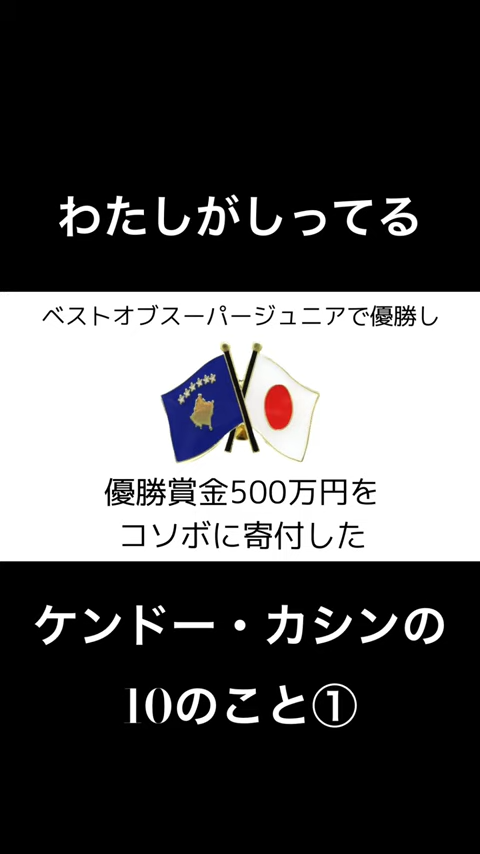 わたしがしってる
ベストオブスーパージュニアで優勝し
優勝賞金500万円を
コソボに寄付した
ケンドー・カシンの
10のこと①